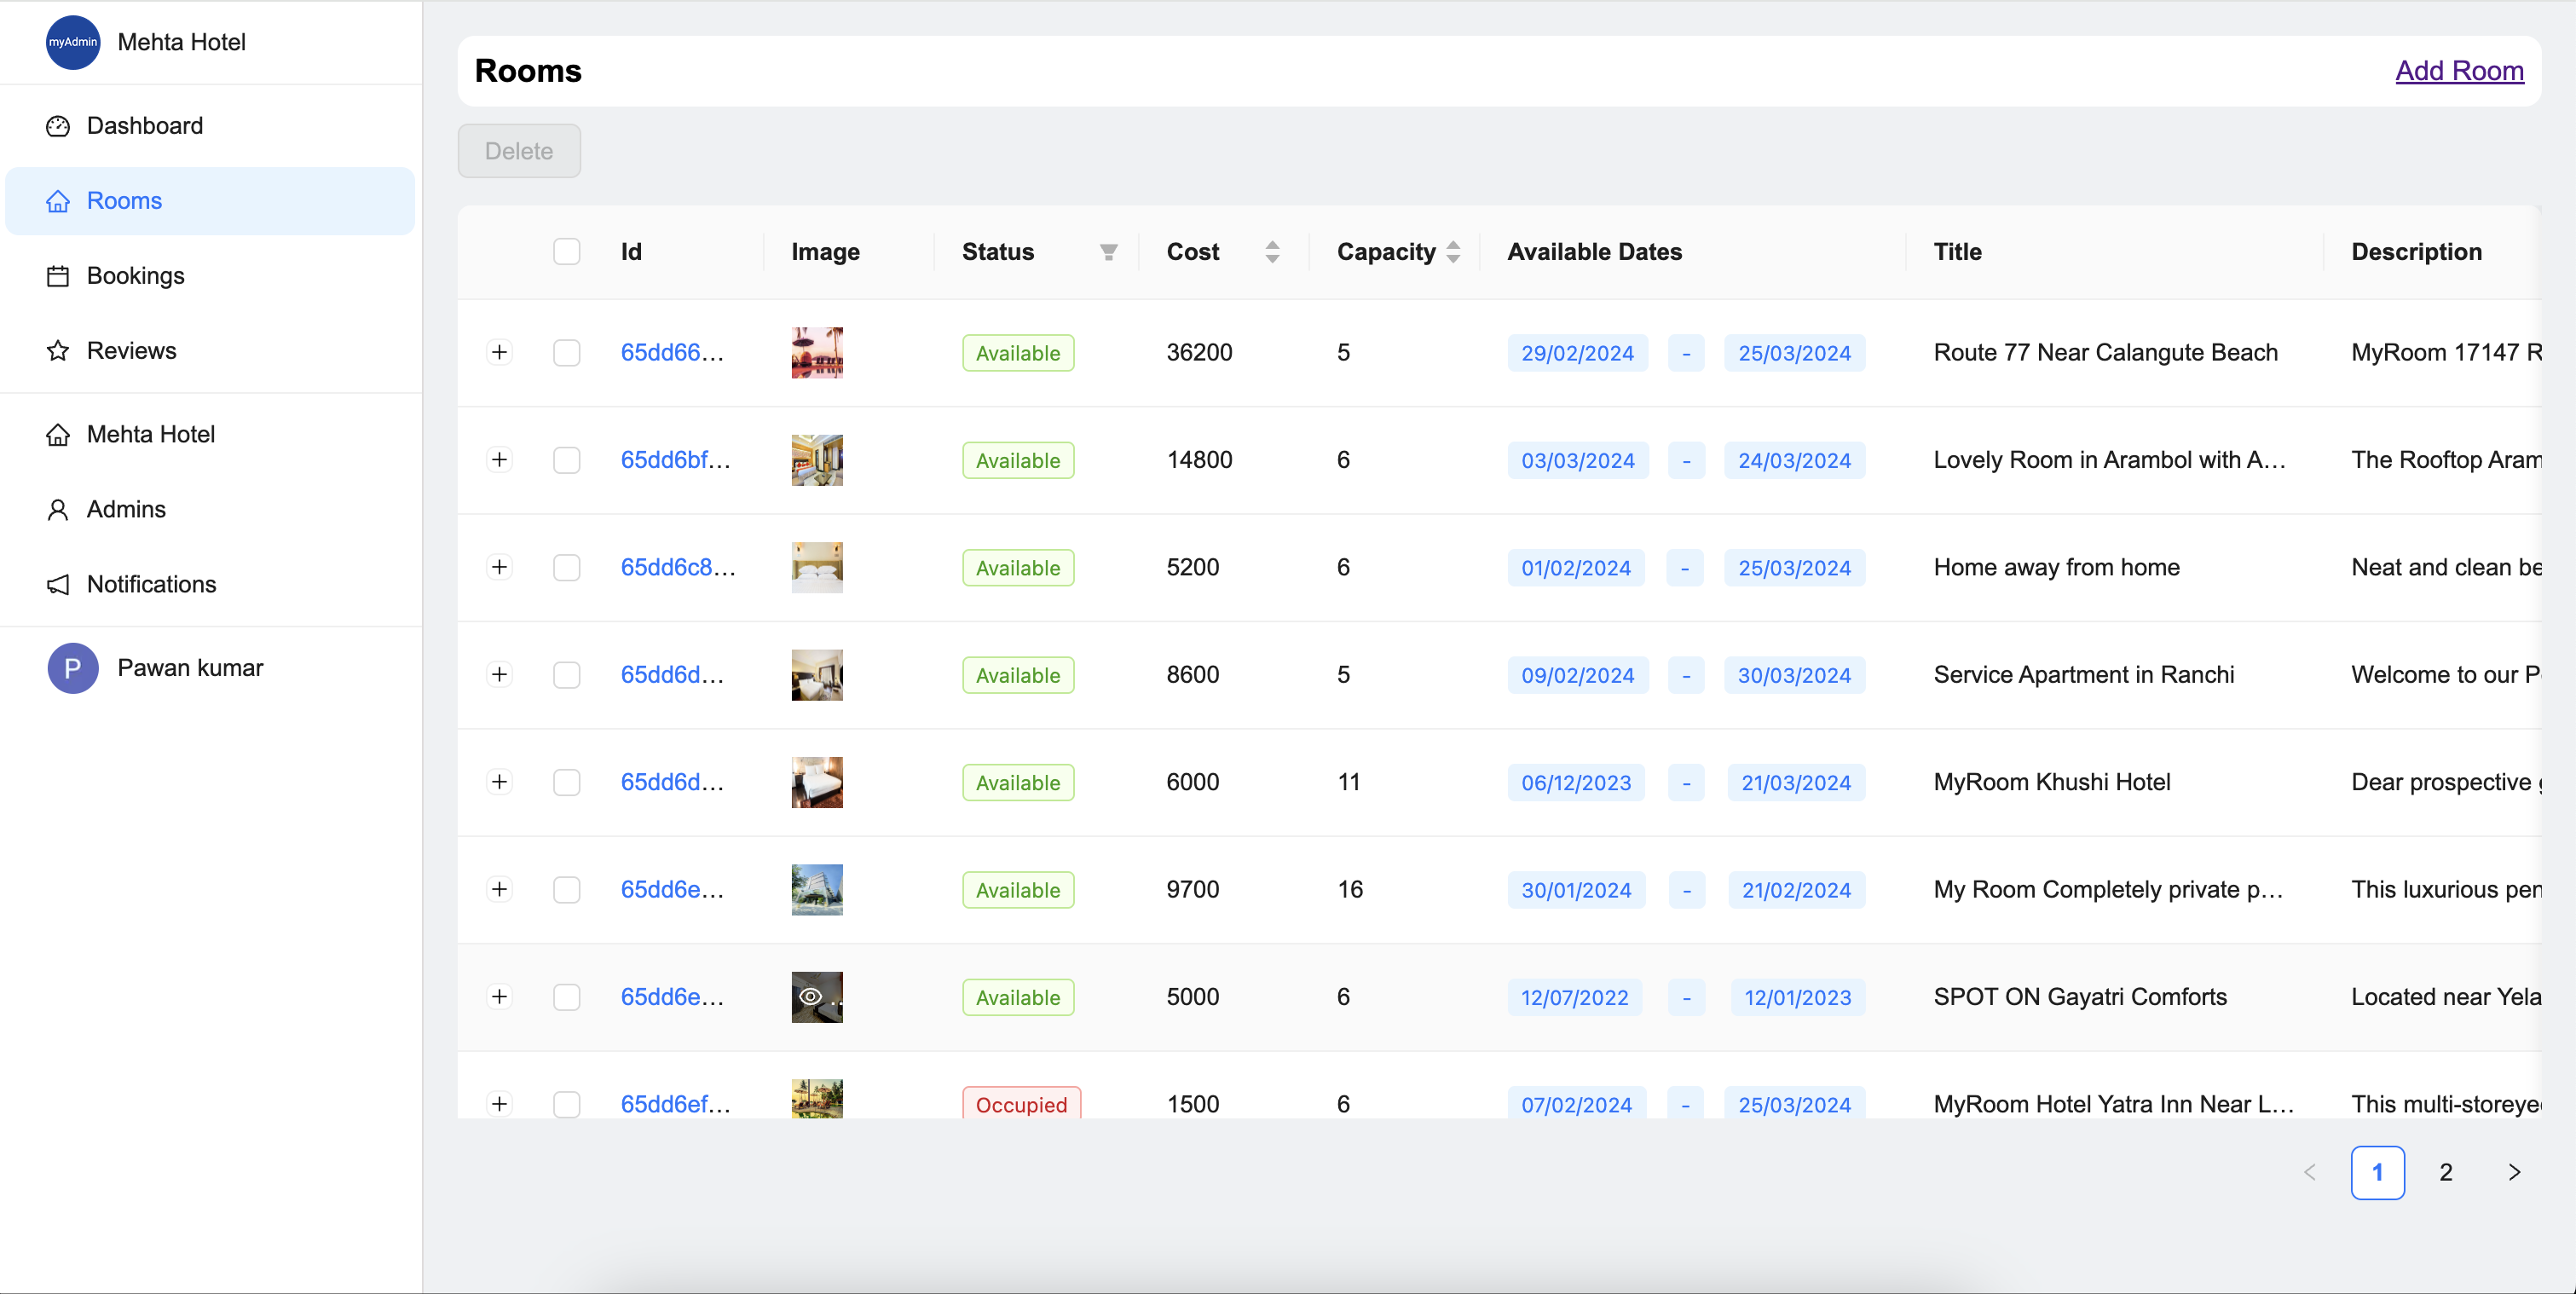 myAdmin Mehta Hotel
Dashboard
Rooms
Bookings
Reviews
Mehta Hotel
Admins
Notifications
P Pawan kumar
Rooms Add Room
Delete
Id Image Status Cost Capacity Available Dates Title Description
65dd66... Available 36200 5 29/02/2024 - 25/03/2024 Route 77 Near Calangute Beach MyRoom 17147 R
65dd6bf... Available 14800 6 03/03/2024 - 24/03/2024 Lovely Room in Arambol with A... The Rooftop Aram
65dd6c8... Available 5200 6 01/02/2024 - 25/03/2024 Home away from home Neat and clean be
65dd6d... Available 8600 5 09/02/2024 - 30/03/2024 Service Apartment in Ranchi Welcome to our P
65dd6d... Available 6000 11 06/12/2023 - 21/03/2024 MyRoom Khushi Hotel Dear prospective g
65dd6e... Available 9700 16 30/01/2024 - 21/02/2024 My Room Completely private p... This luxurious pen
65dd6e... Available 5000 6 12/07/2022 - 12/01/2023 SPOT ON Gayatri Comforts Located near Yela
65dd6ef... Occupied 1500 6 07/02/2024 - 25/03/2024 MyRoom Hotel Yatra Inn Near L... This multi-storeye
< 1 2 >